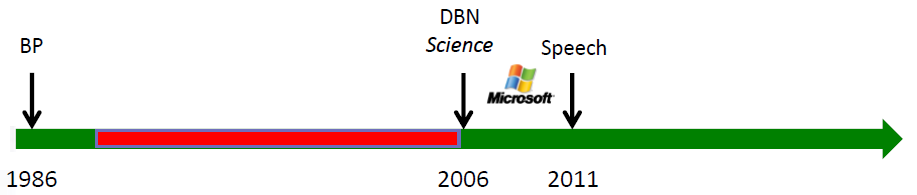 DBN
BP
Science
Speech
Microsoft
1986
2006
2011